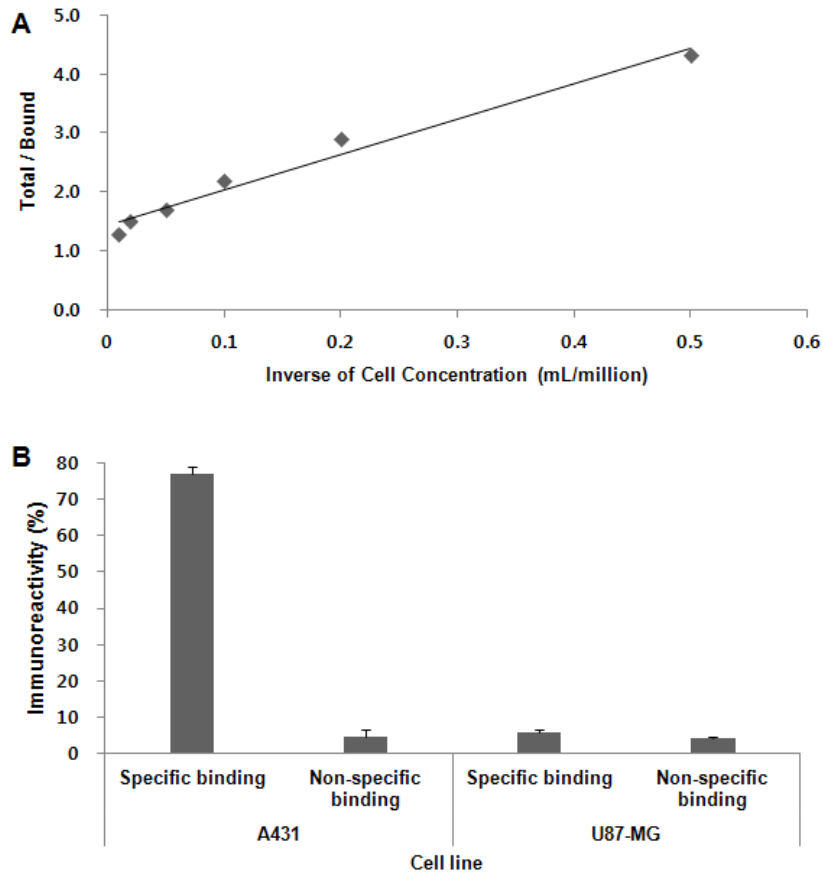 A
5.0
4.0
3.0
2.0
1.0
0.0
Total / Bound
0 0.1 0.2 0.3 0.4 0.5 0.6
Inverse of Cell Concentration (mL/million)
B
80
70
60
50
40
30
20
10
0
Immunoreactivity (%)
Specific binding Non-specific Specific binding Non-specific
binding binding
A431 U87-MG
Cell line